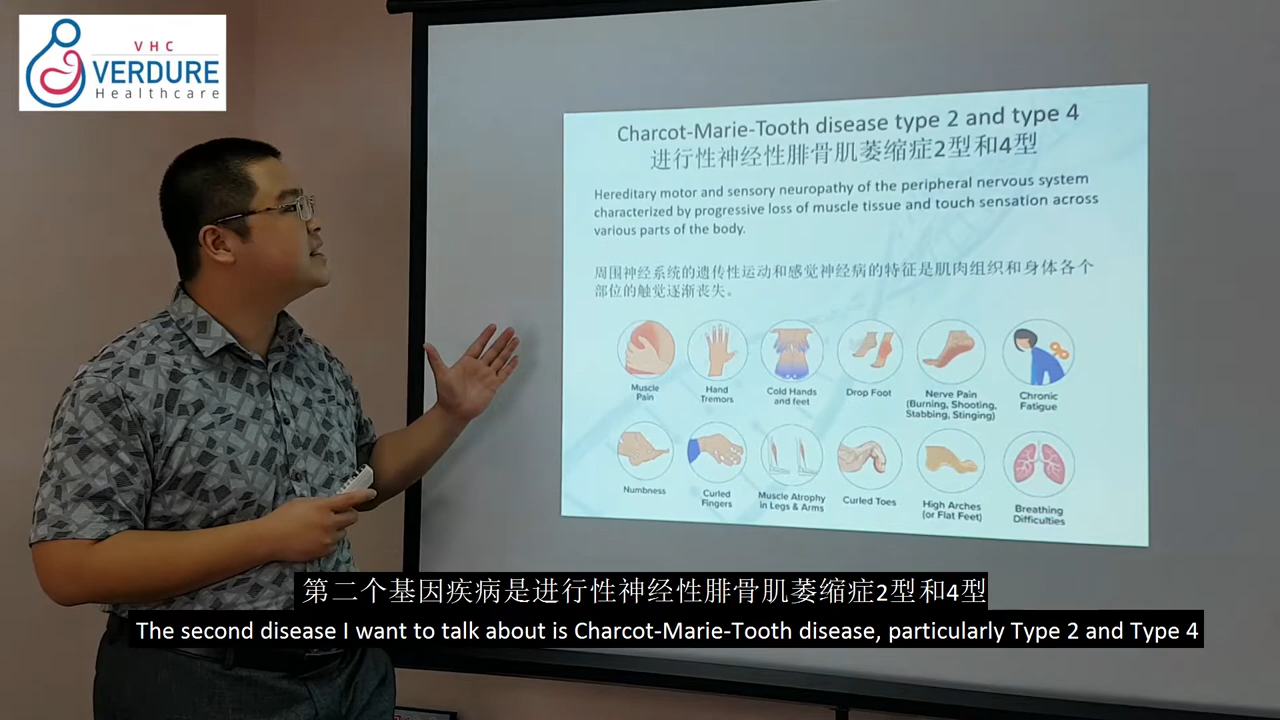 VHC
VERDURE
Healthcare
Charcot-Marie-Tooth disease type 2 and type 4
进行性神经性腓骨肌萎缩症2型和4型
Hereditary motor and sensory neuropathy of the peripheral nervous system
characterized by progressive loss of muscle tissue and touch sensation across
various parts of the body.
周围神经系统的遗传性运动和感觉神经病的特征是肌肉组织和身体各个
部位的触觉逐渐丧失。
Muscle
Pain
Hand
Tremors
Cold Hands
and feet
Drop Foot
Nerve Pain
(Burning, Shooting,
Stabbing, Stinging)
Chronic
Fatigue
Numbness
Curled
Fingers
Muscle Atrophy
in Legs & Arms
Curled Toes
High Arches
(or Flat Feet)
Breathing
Difficulties
第二个基因疾病是进行性神经性腓骨肌萎缩症2型和4型
The second disease I want to talk about is Charcot-Marie-Tooth disease, particularly Type 2 and Type 4